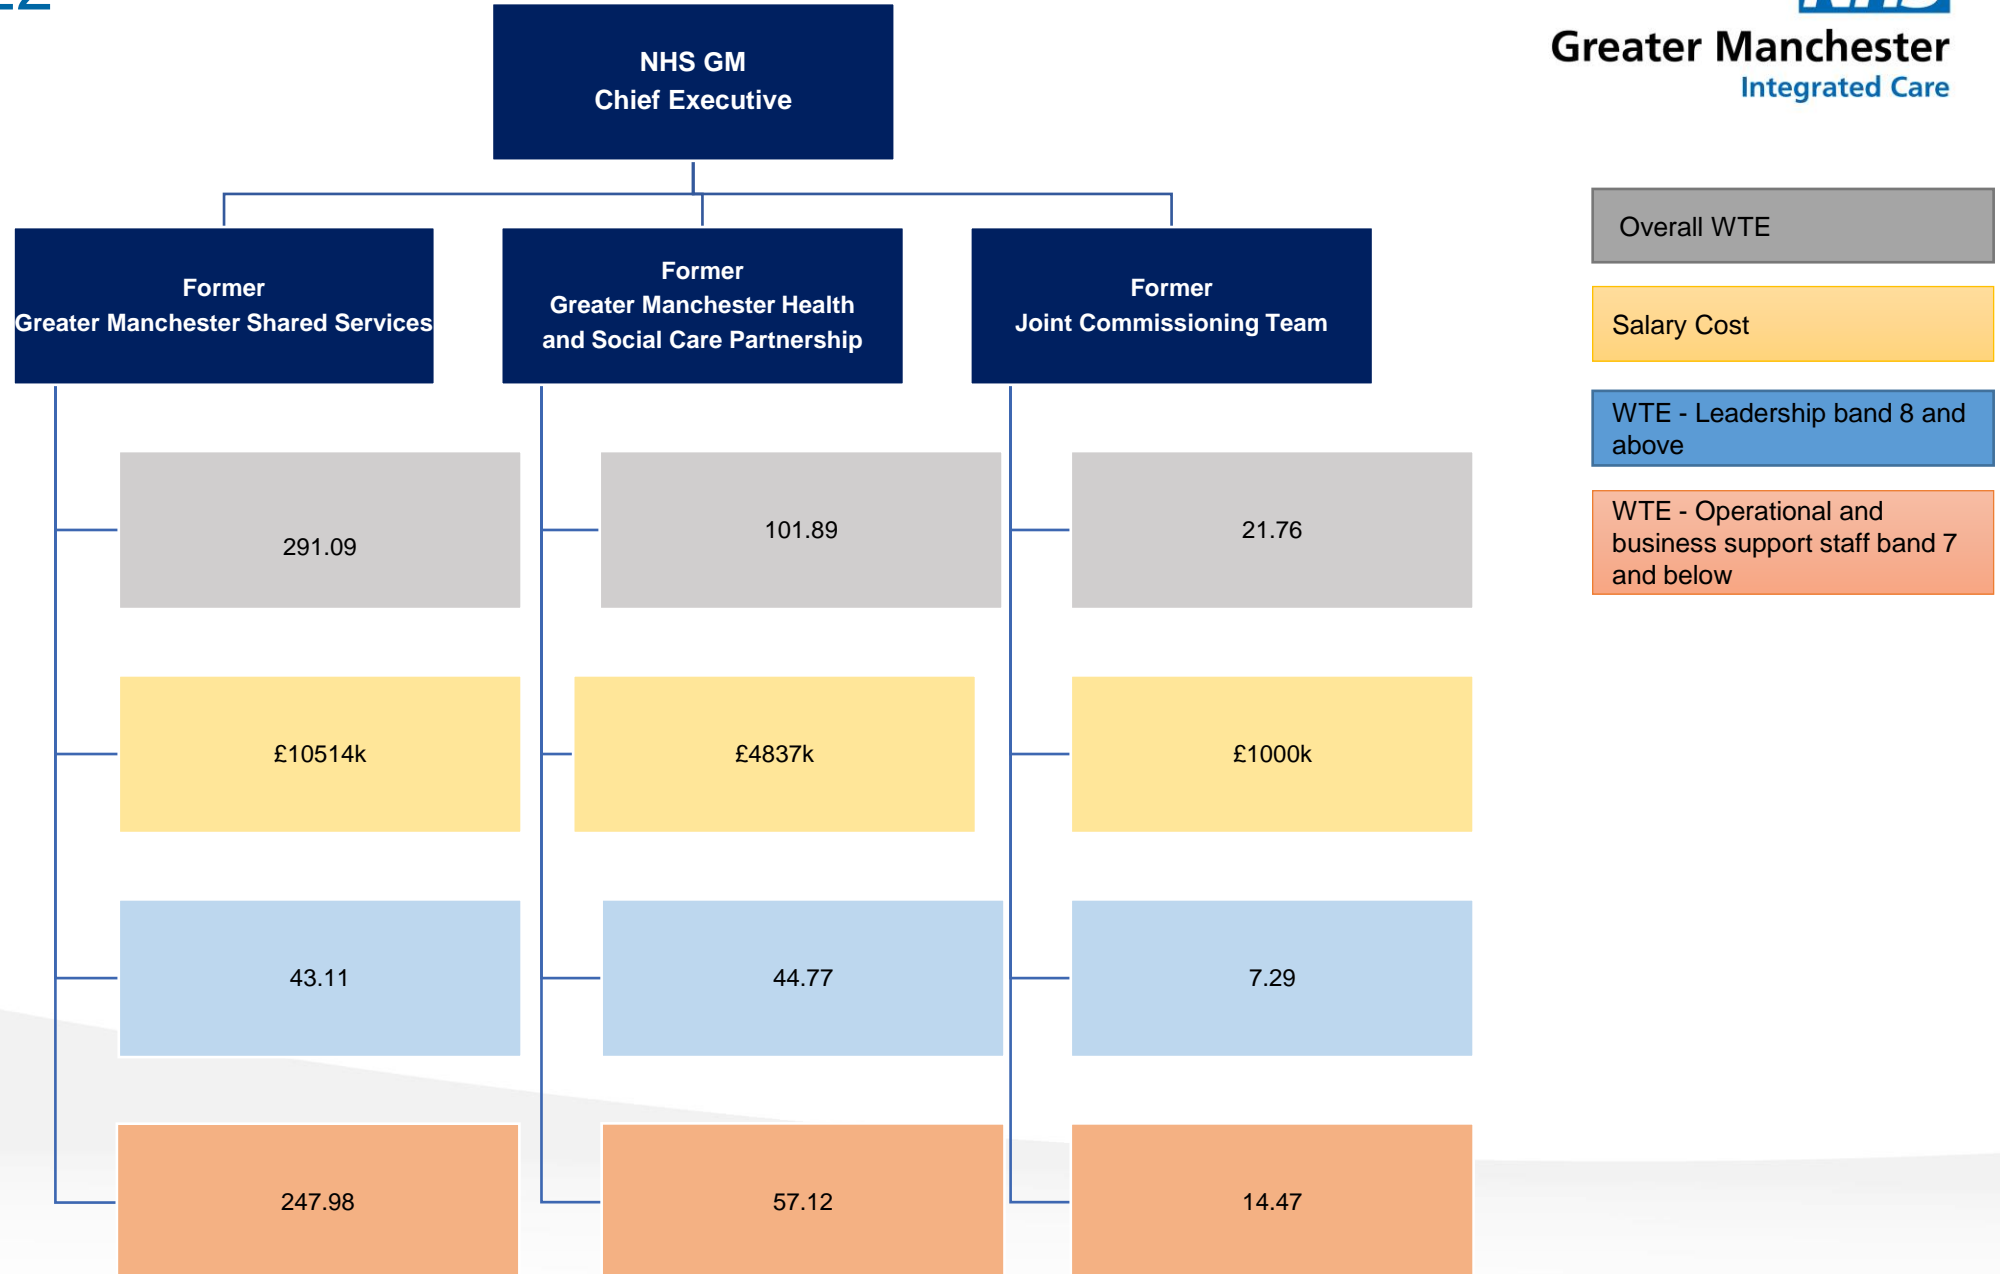 NHS
Greater Manchester
Integrated Care
NHS GM
Chief Executive
Former
Greater Manchester Shared Services
Former
Greater Manchester Health
and Social Care Partnership
Former
Joint Commissioning Team
291.09
101.89
21.76
£10514k
£4837k
£1000k
43.11
44.77
7.29
247.98
57.12
14.47
Overall WTE
Salary Cost
WTE - Leadership band 8 and
above
WTE - Operational and
business support staff band 7
and below